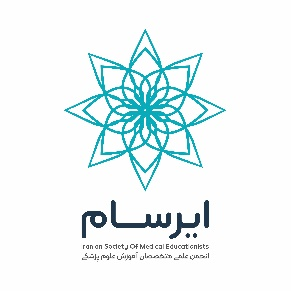 ایرسام
Iranian Society Of Medical Educationists
انجمن علمی متخصصان آموزش علوم پزشکی